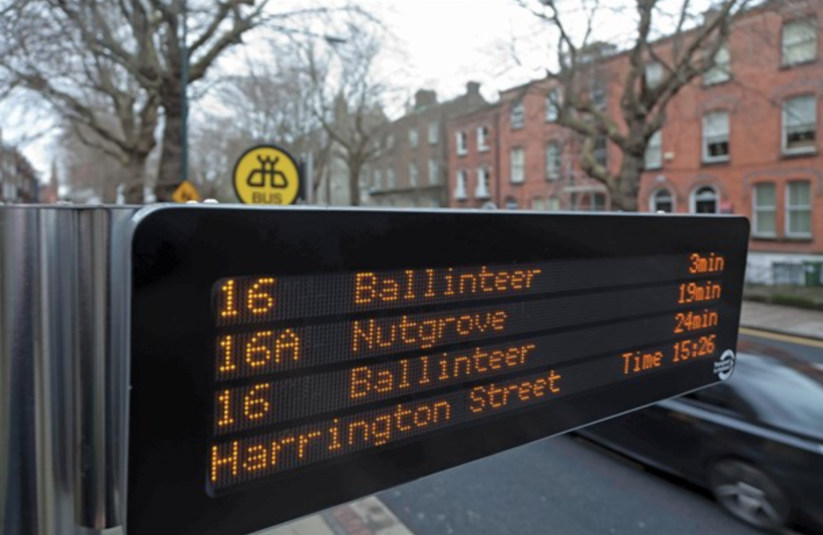 BUS
16 Ballinteer 3min
16A Nutgrove 19min
16 Ballinteer 24min
Harrington Street Time 15:26